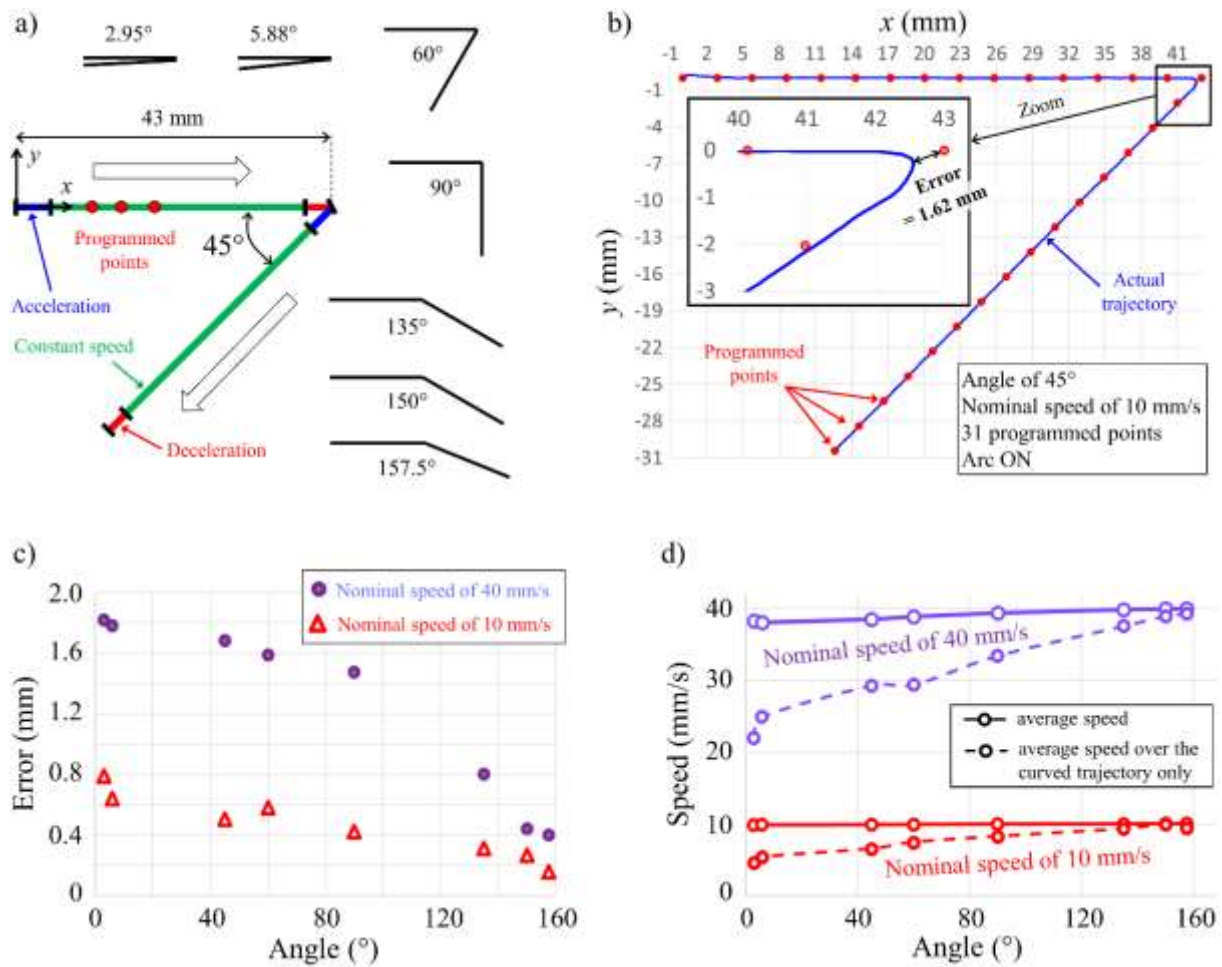 a)
2.95°
5.88°
60°
43 mm
y
x
Programmed
points
45°
90°
Acceleration
Constant speed
Deceleration
135°
150°
157.5°
b)
x (mm)
-1 2 5 8 11 14 17 20 23 26 29 32 35 38 41
-1
-4
-7
-10
-13
-16
-19
-22
-25
-28
-31
y (mm)
Zoom
40 41 42 43
0
-1
-2
-3
Error
= 1.62 mm
Actual
trajectory
Programmed
points
Angle of 45°
Nominal speed of 10 mm/s
31 programmed points
Arc ON
c)
Nominal speed of 40 mm/s
Nominal speed of 10 mm/s
2.0
1.6
1.2
0.8
0.4
0
Error (mm)
0 40 80 120 160
Angle (°)
d)
40
30
20
10
0
Speed (mm/s)
Nominal speed of 40 mm/s
average speed
average speed over the
curved trajectory only
Nominal speed of 10 mm/s
0 40 80 120 160
Angle (°)